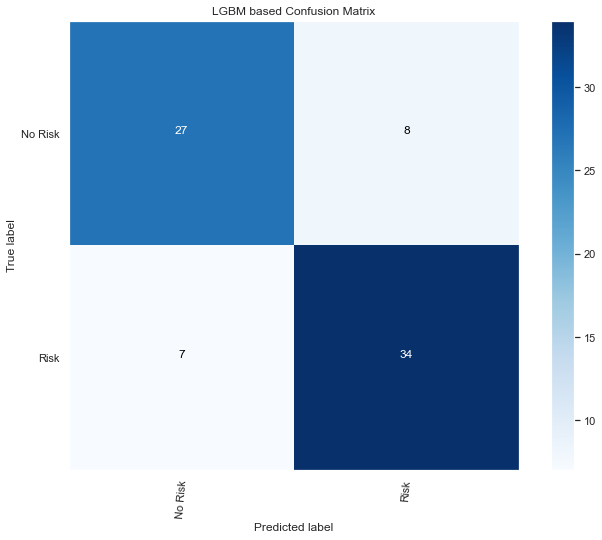 LGBM based Confusion Matrix
No Risk
27
8
Risk
7
34
True label
No Risk
Risk
Predicted label
30
25
20
15
10